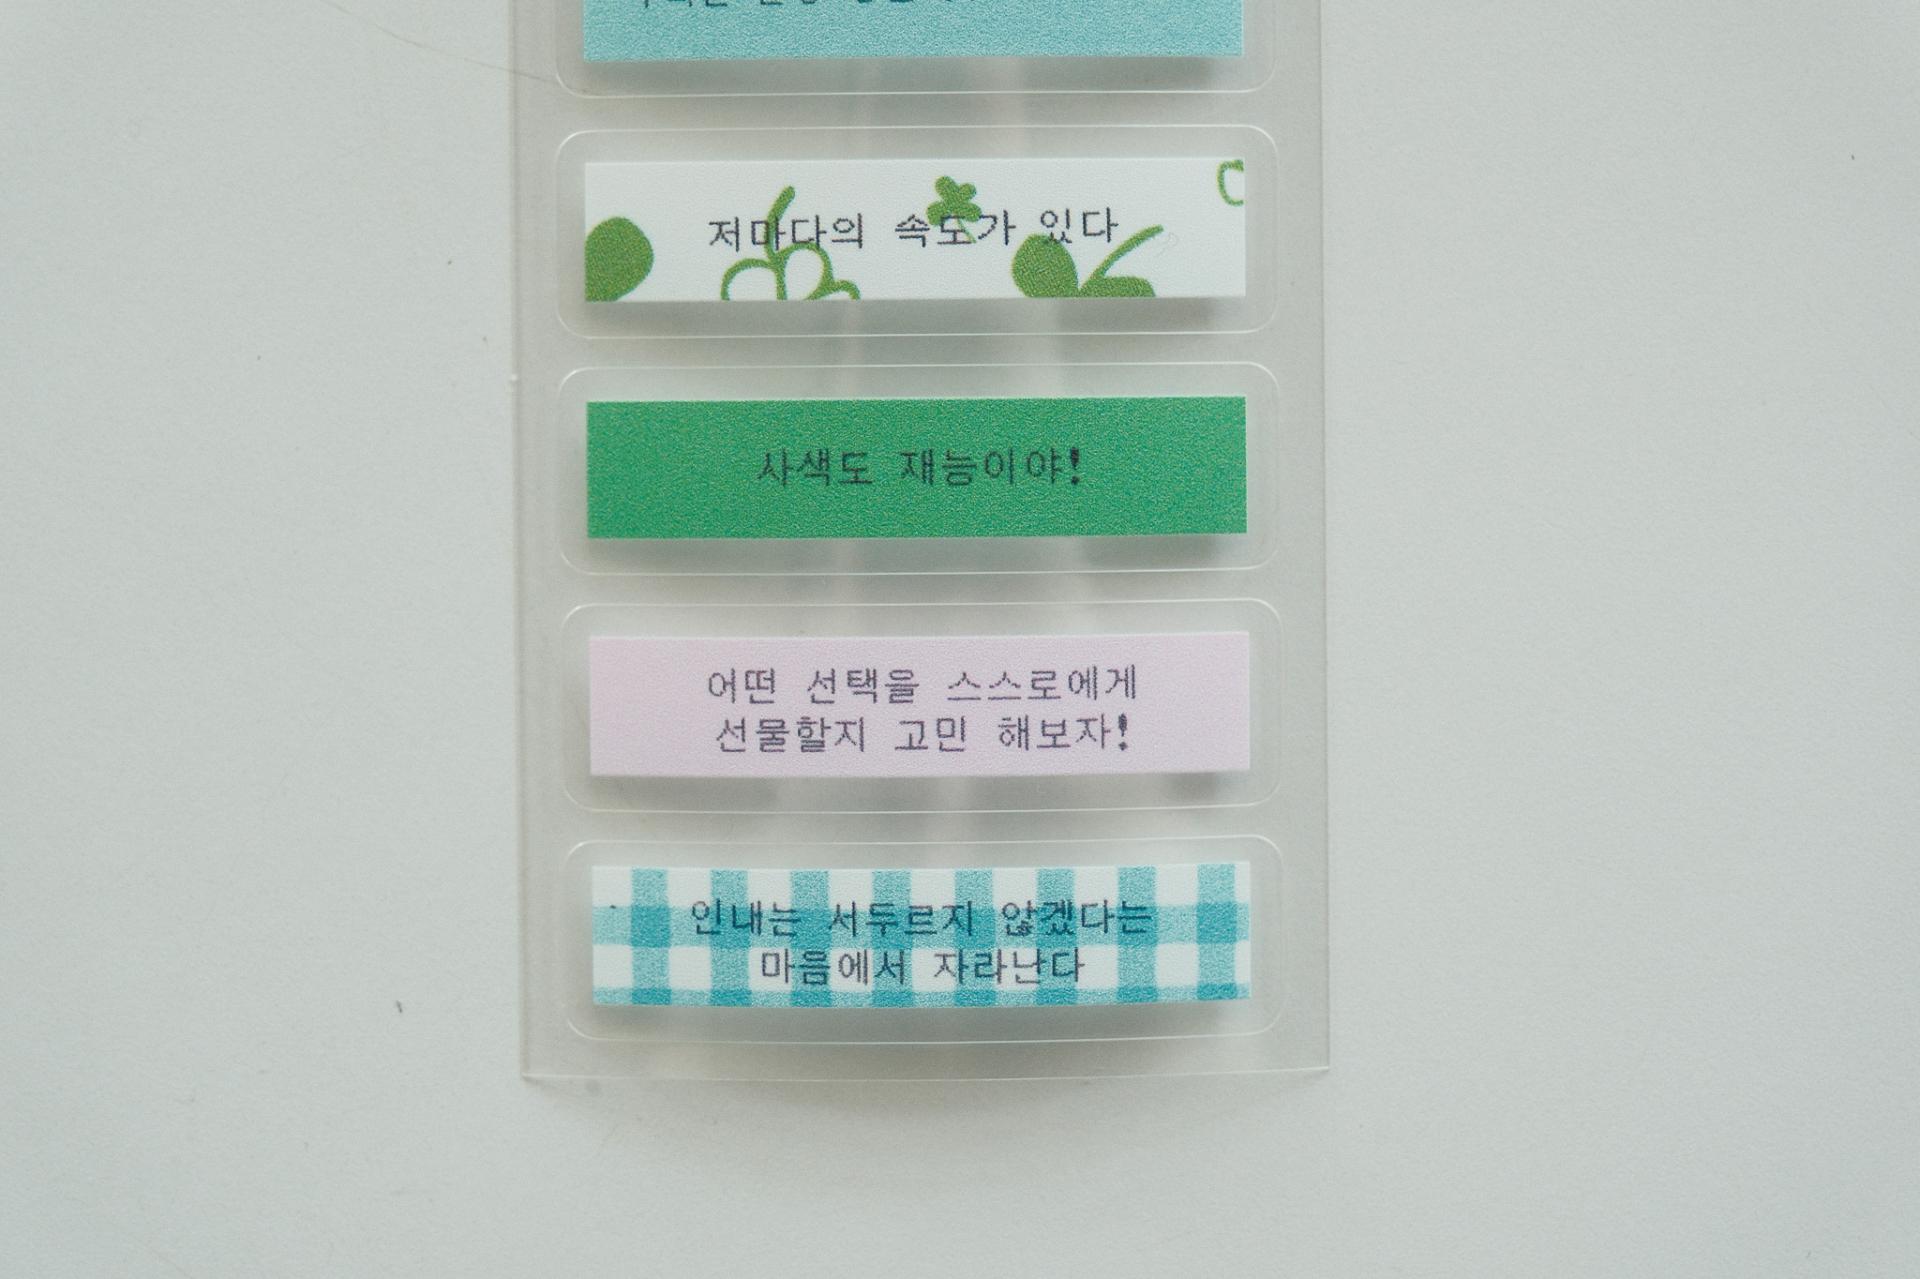 저마다의 속도가 있다
사색도 재능이야!
어떤 선택을 스스로에게
선물할지 고민 해보자!
인내는 서두르지 않겠다는
마음에서 자라난다